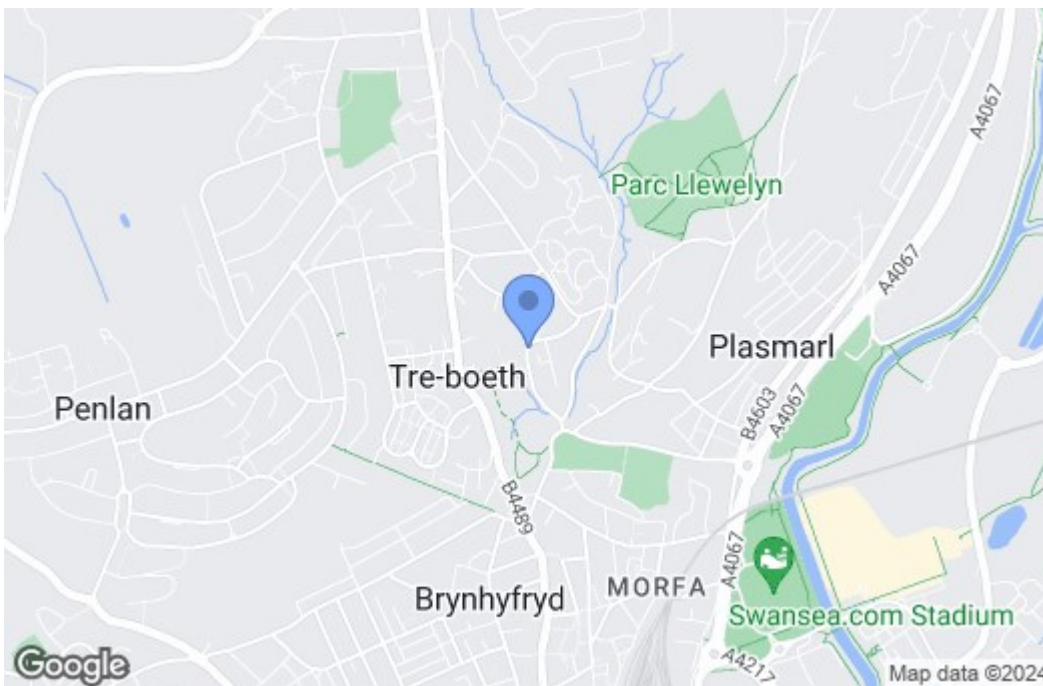 A4067
A4067
Parc Llewelyn
A4067
Plasmarl
Tre-boeth
Penlan
B4603
A4067
B4489
A4067
Brynhyfryd
MORFA
Swansea.com Stadium
A4217
Google
Map data ©2024